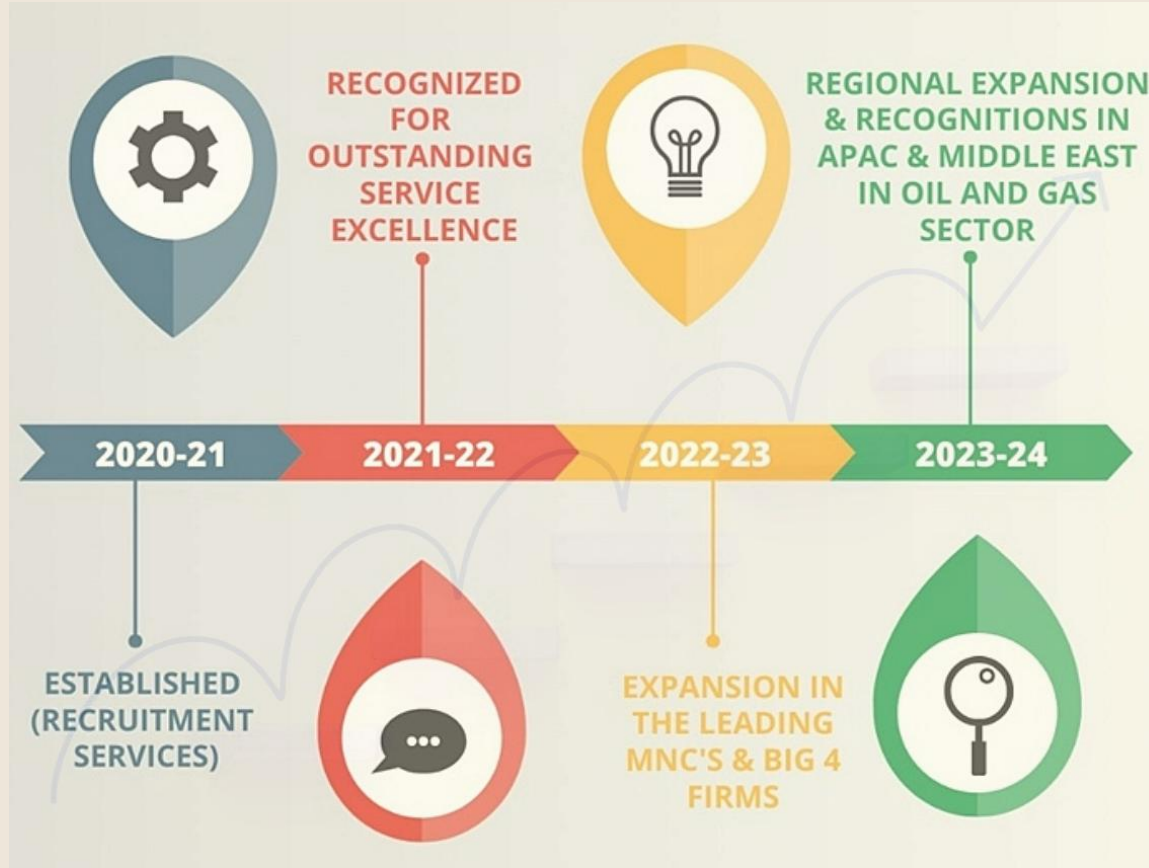 RECOGNIZED
FOR
OUTSTANDING
SERVICE
EXCELLENCE
REGIONAL EXPANSION
& RECOGNITIONS IN
APAC & MIDDLE EAST
IN OIL AND GAS
SECTOR
2020-21
2021-22
2022-23
2023-24
ESTABLISHED
(RECRUITMENT
SERVICES)
EXPANSION IN
THE LEADING
MNC'S & BIG 4
FIRMS